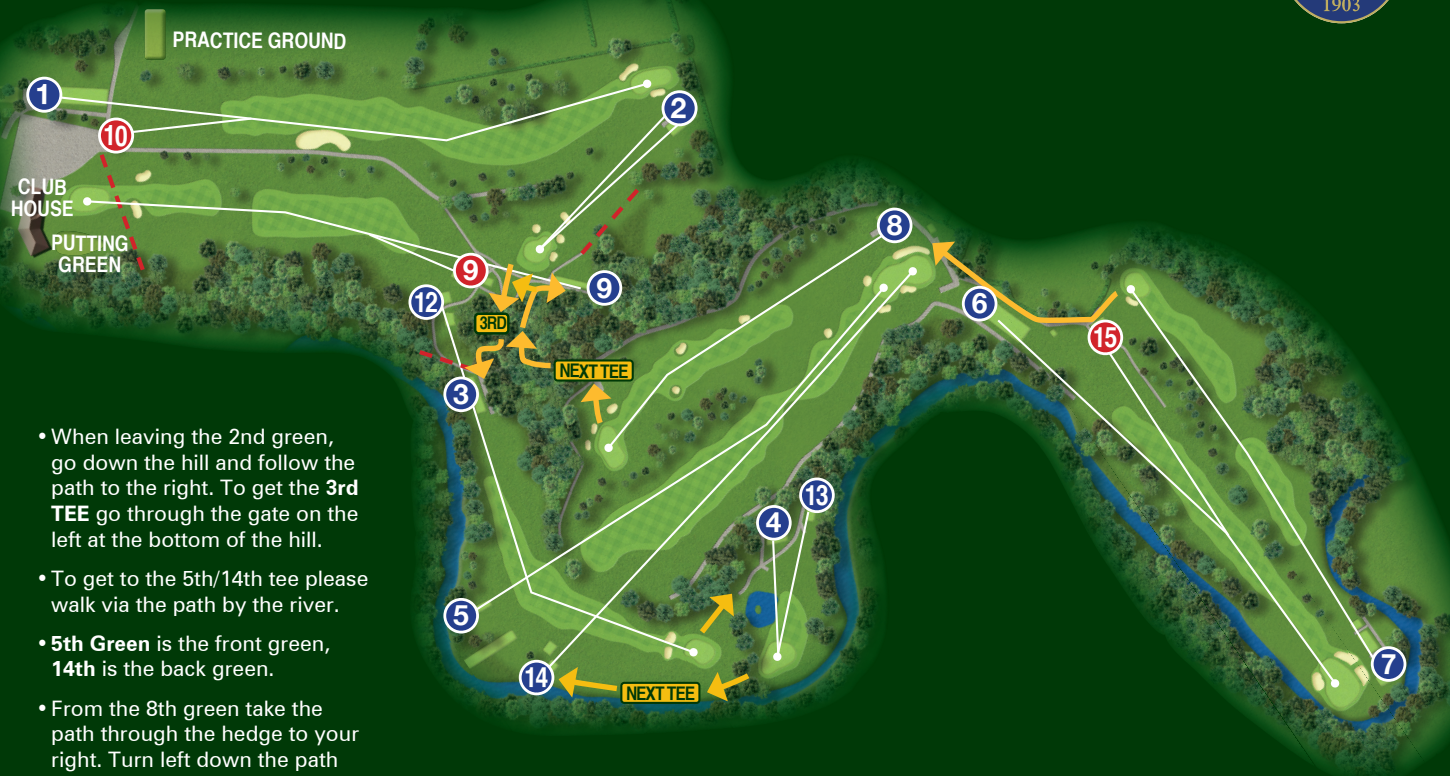 1903
PRACTICE GROUND
1
10
2
CLUB
HOUSE
PUTTING
GREEN
8
9
9
12
6
3RD
15
NEXT TEE
3
13
4
5
7
14
NEXT TEE
• When leaving the 2nd green,
go down the hill and follow the
path to the right. To get the 3rd
TEE go through the gate on the
left at the bottom of the hill.
• To get to the 5th/14th tee please
walk via the path by the river.
• 5th Green is the front green,
14th is the back green.
• From the 8th green take the
path through the hedge to your
right. Turn left down the path